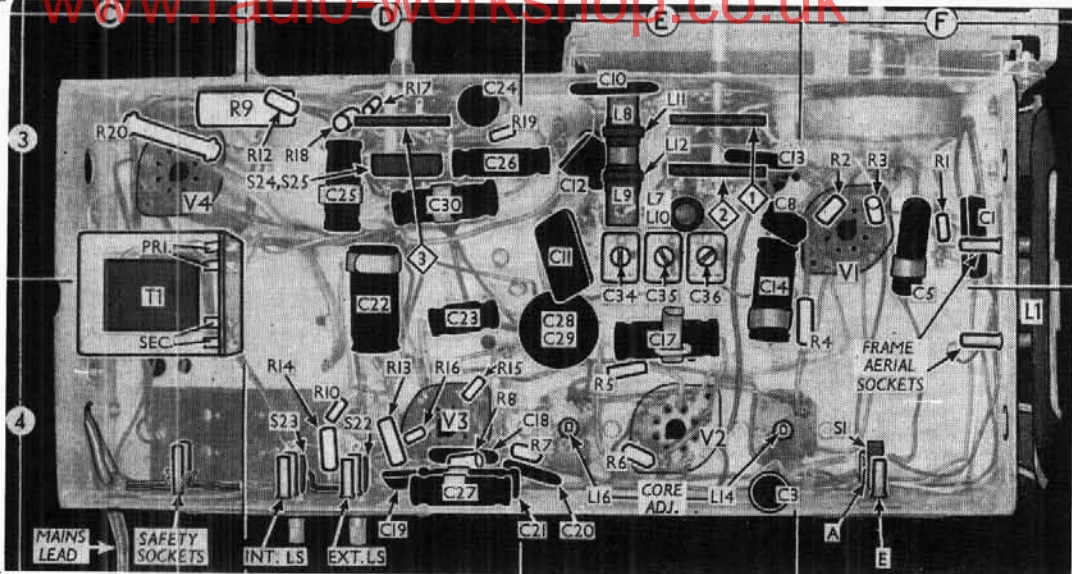 www.radio-workshop.co.uk
C D E F
3
4
R9 R12 R17 C24 C10 L8 L11
R20 R18 R19 L12 C13 R2 R3 R1
S24,S25 C25 C26 C12 L9 L7 L10 2 1 C8 C1
V4 C30 V1
PRI. 3 C11 C34 C35 C36 C14 C5
T1 C22 C23 C28 C29 C17 R4 L1
SEC.
FRAME
AERIAL
SOCKETS
R14 R10 R13 R16 R15 R5
S23 S22 V3 R8 C18 R7 R6 V2 S1
C27 L16 CORE
ADJ. L14 C3
C19 C21 C20 A E
MAINS
LEAD
SAFETY
SOCKETS
INT. LS EXT. LS